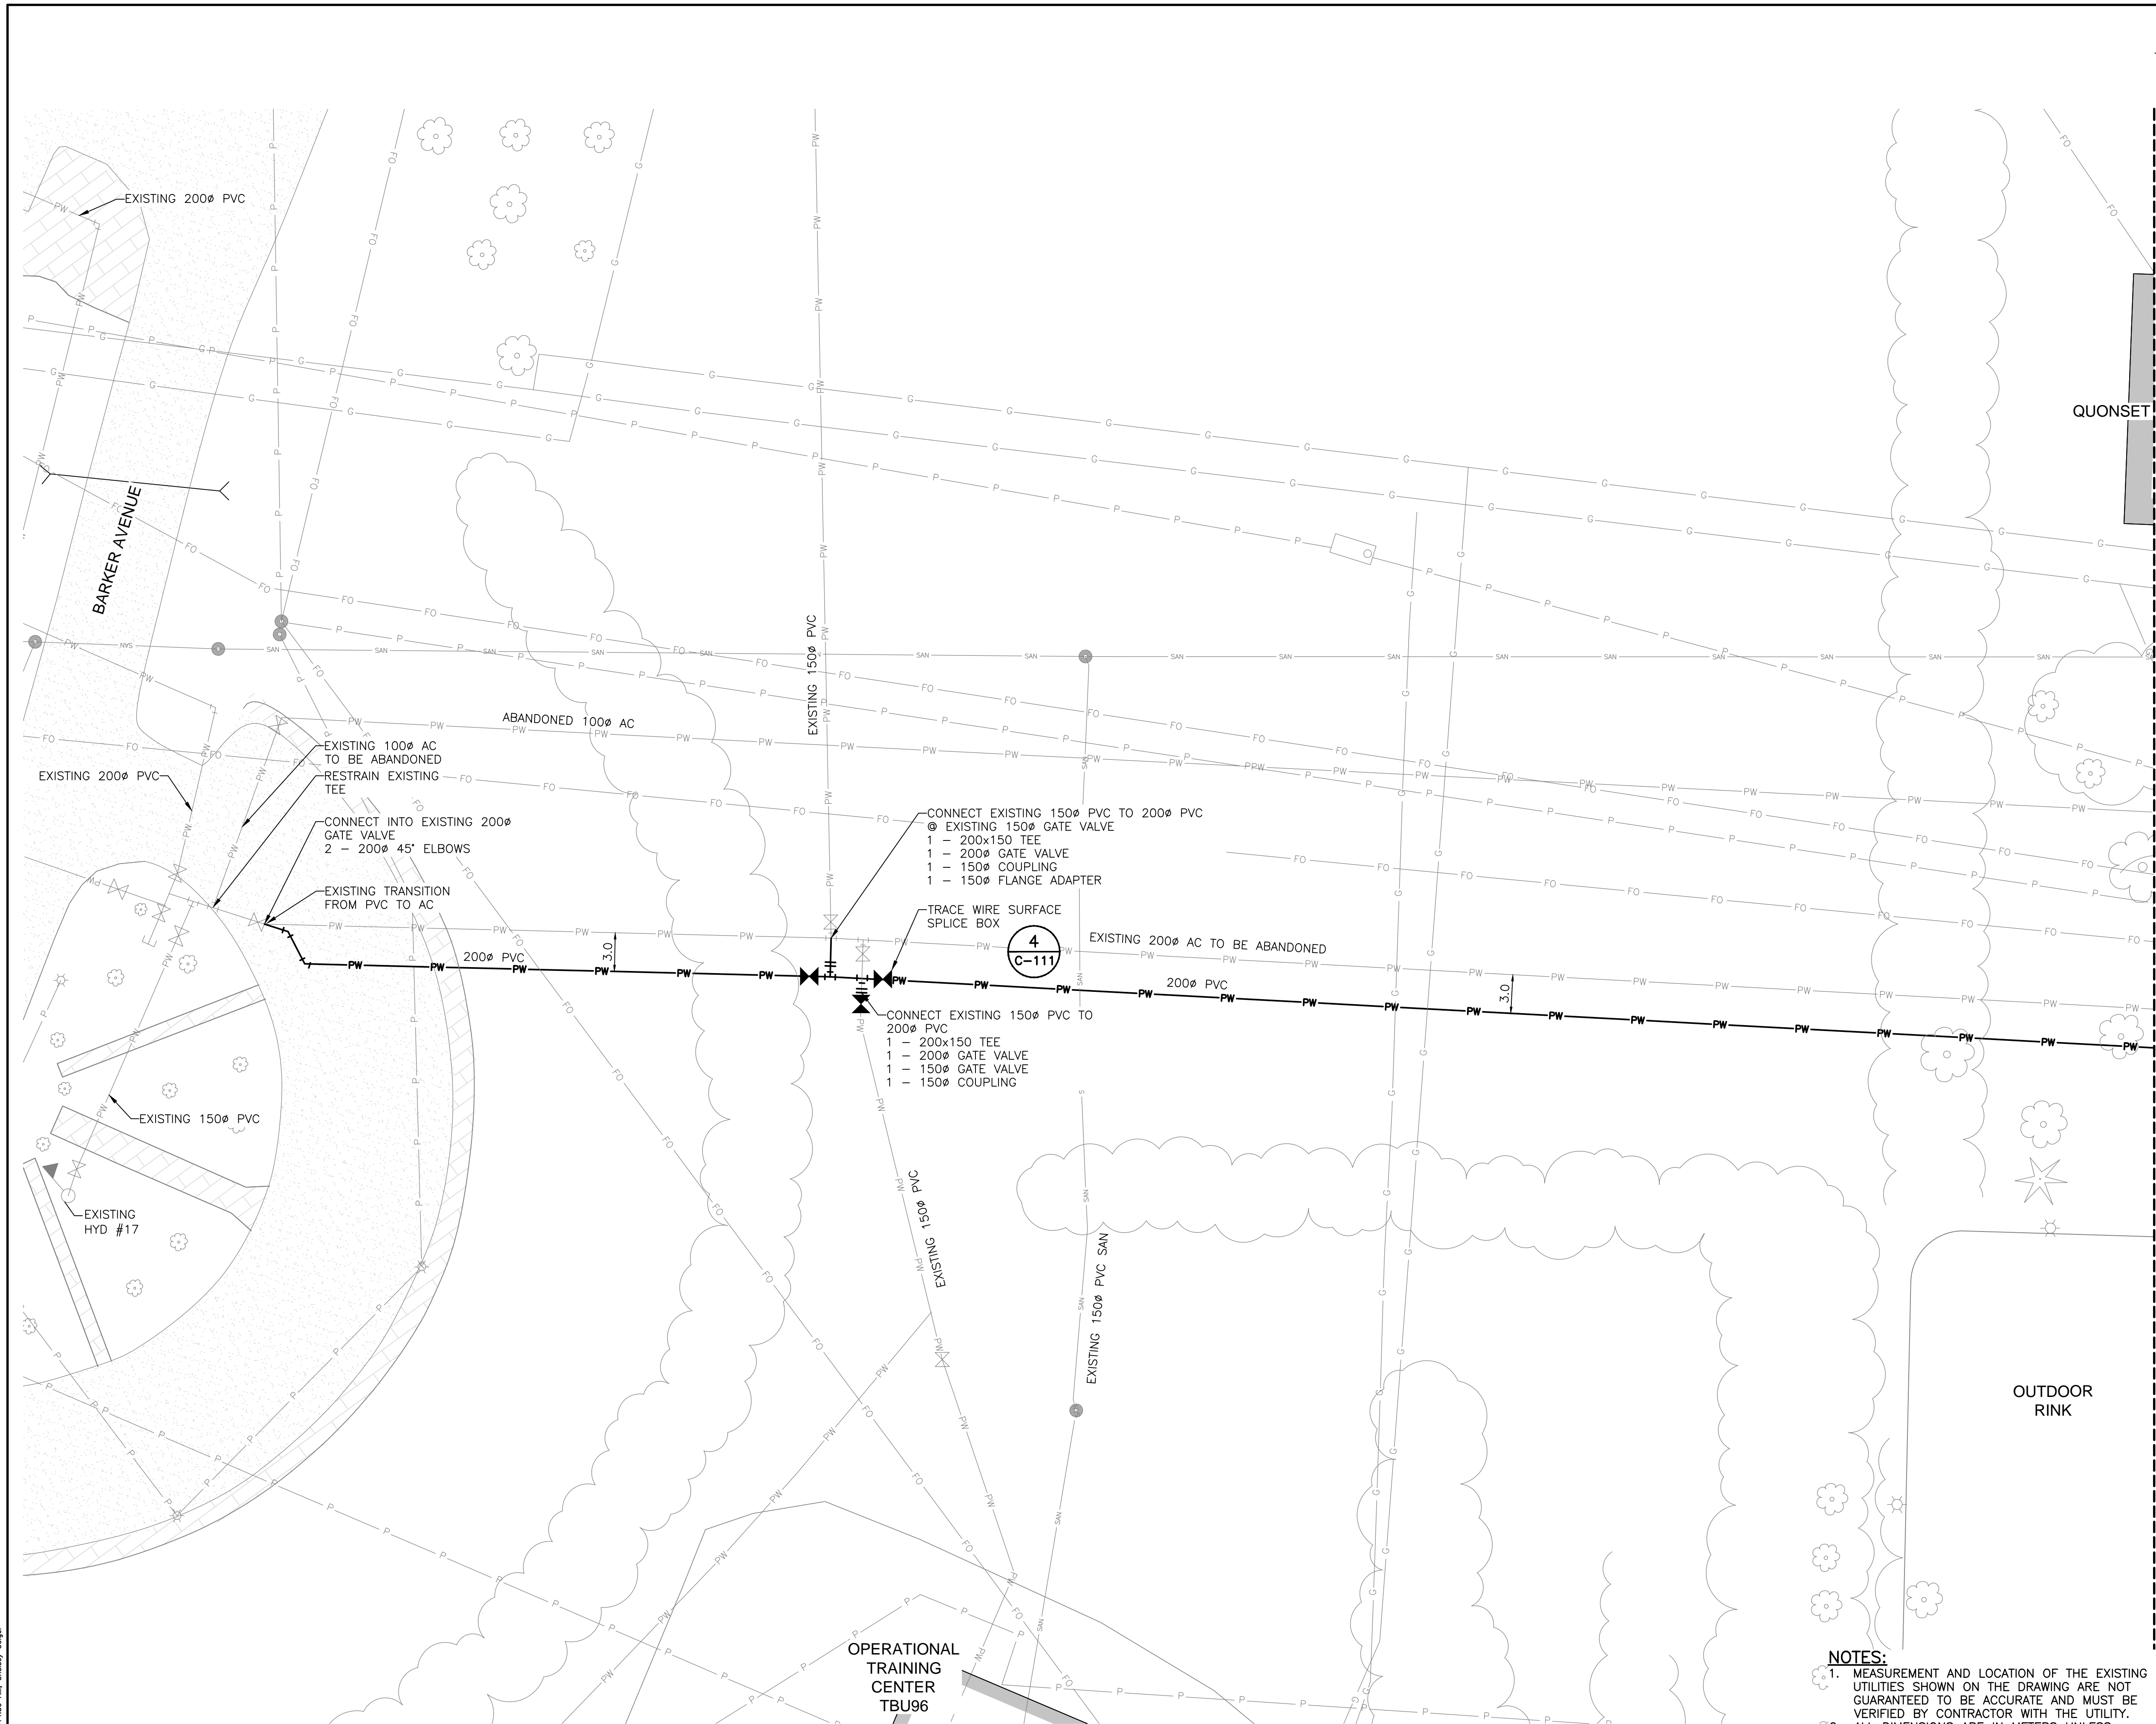 EXISTING 200ø PVC
BARKER AVENUE
QUONSET
EXISTING 150ø PVC
ABANDONED 100ø AC
EXISTING 100ø AC
TO BE ABANDONED
EXISTING 200ø PVC
RESTRAIN EXISTING
TEE
CONNECT INTO EXISTING 200ø
GATE VALVE
2 – 200ø 45° ELBOWS
EXISTING TRANSITION
FROM PVC TO AC
CONNECT EXISTING 150ø PVC TO 200ø PVC
@ EXISTING 150ø GATE VALVE
1 – 200x150 TEE
1 – 200ø GATE VALVE
1 – 150ø COUPLING
1 – 150ø FLANGE ADAPTER
TRACE WIRE SURFACE
SPLICE BOX
4
C-111
EXISTING 200ø AC TO BE ABANDONED
200ø PVC
3.0
200ø PVC
3.0
CONNECT EXISTING 150ø PVC TO
200ø PVC
1 – 200x150 TEE
1 – 200ø GATE VALVE
1 – 150ø GATE VALVE
1 – 150ø COUPLING
EXISTING 150ø PVC
EXISTING
HYD #17
EXISTING 150ø PVC
EXISTING 150ø PVC SAN
OUTDOOR
RINK
OPERATIONAL
TRAINING
CENTER
TBU96
NOTES:
1. MEASUREMENT AND LOCATION OF THE EXISTING
UTILITIES SHOWN ON THE DRAWING ARE NOT
GUARANTEED TO BE ACCURATE AND MUST BE
VERIFIED BY CONTRACTOR WITH THE UTILITY.
ALL DIMENSIONS ARE IN METERS UNLESS